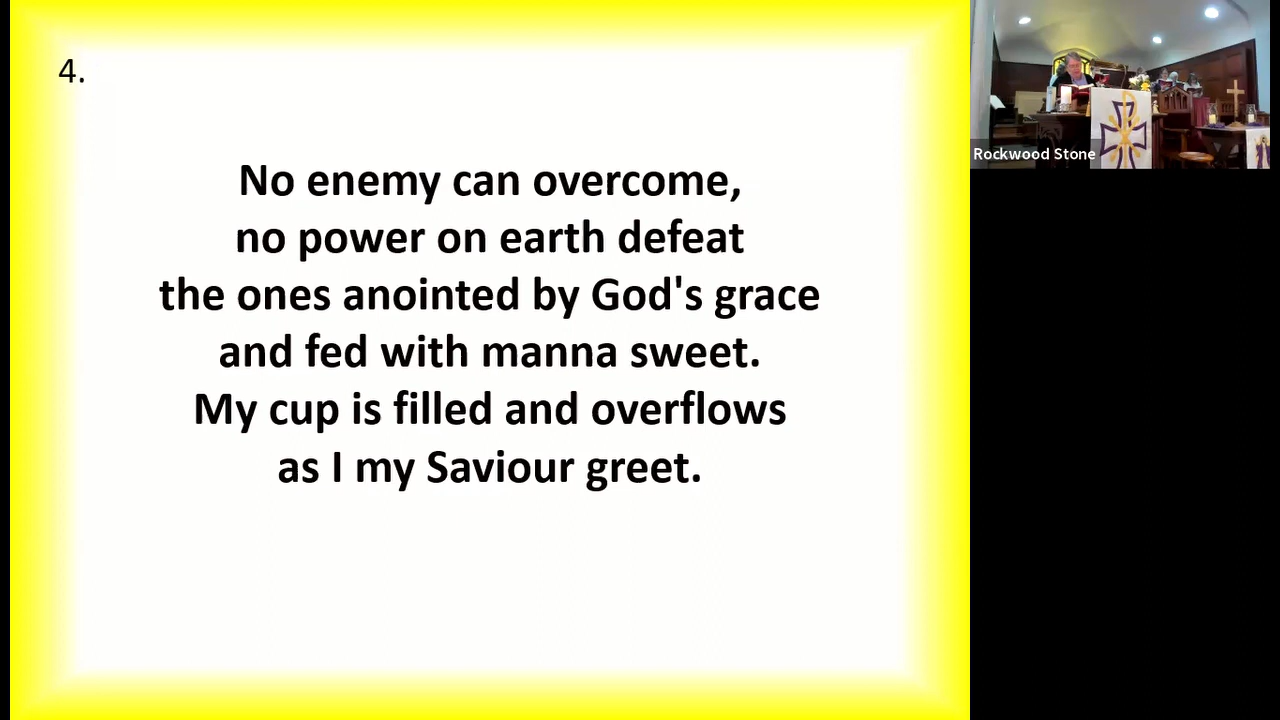 4.
No enemy can overcome,
no power on earth defeat
the ones anointed by God's grace
and fed with manna sweet.
My cup is filled and overflows
as I my Saviour greet.
Rockwood Stone